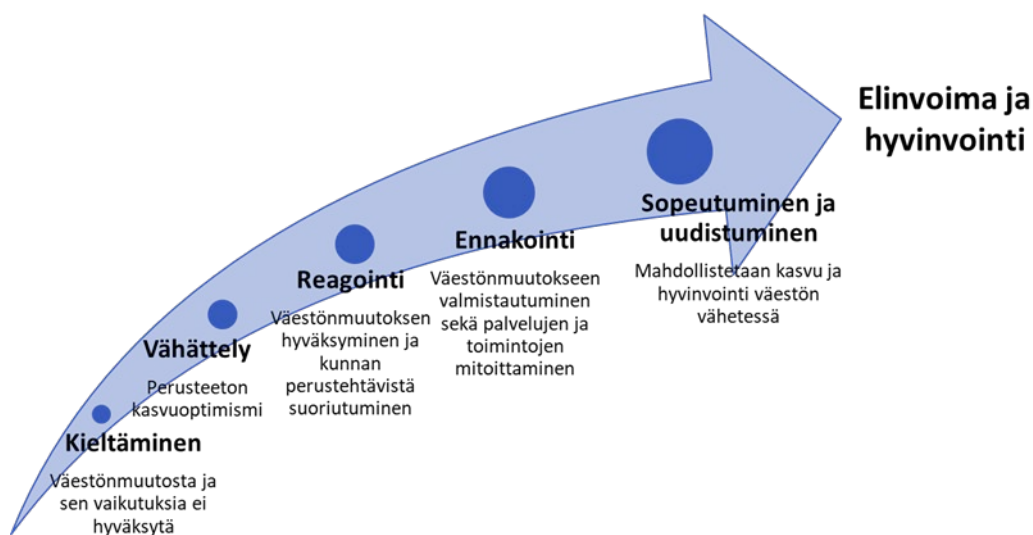 Elinvoima ja
hyvinvointi
Sopeutuminen ja
uudistuminen
Mahdollistetaan kasvu ja
hyvinvointi väestön
vähetessä
Ennakointi
Väestönmuutokseen
valmistautuminen
sekä palvelujen ja
toimintojen
mitoittaminen
Reagointi
Väestönmuutoksen
hyväksyminen ja
kunnan
perustehtävistä
suoriutuminen
Vähättely
Perusteeton
kasvuoptimismi
Kieltäminen
Väestönmuutosta ja
sen vaikutuksia ei
hyväksytä